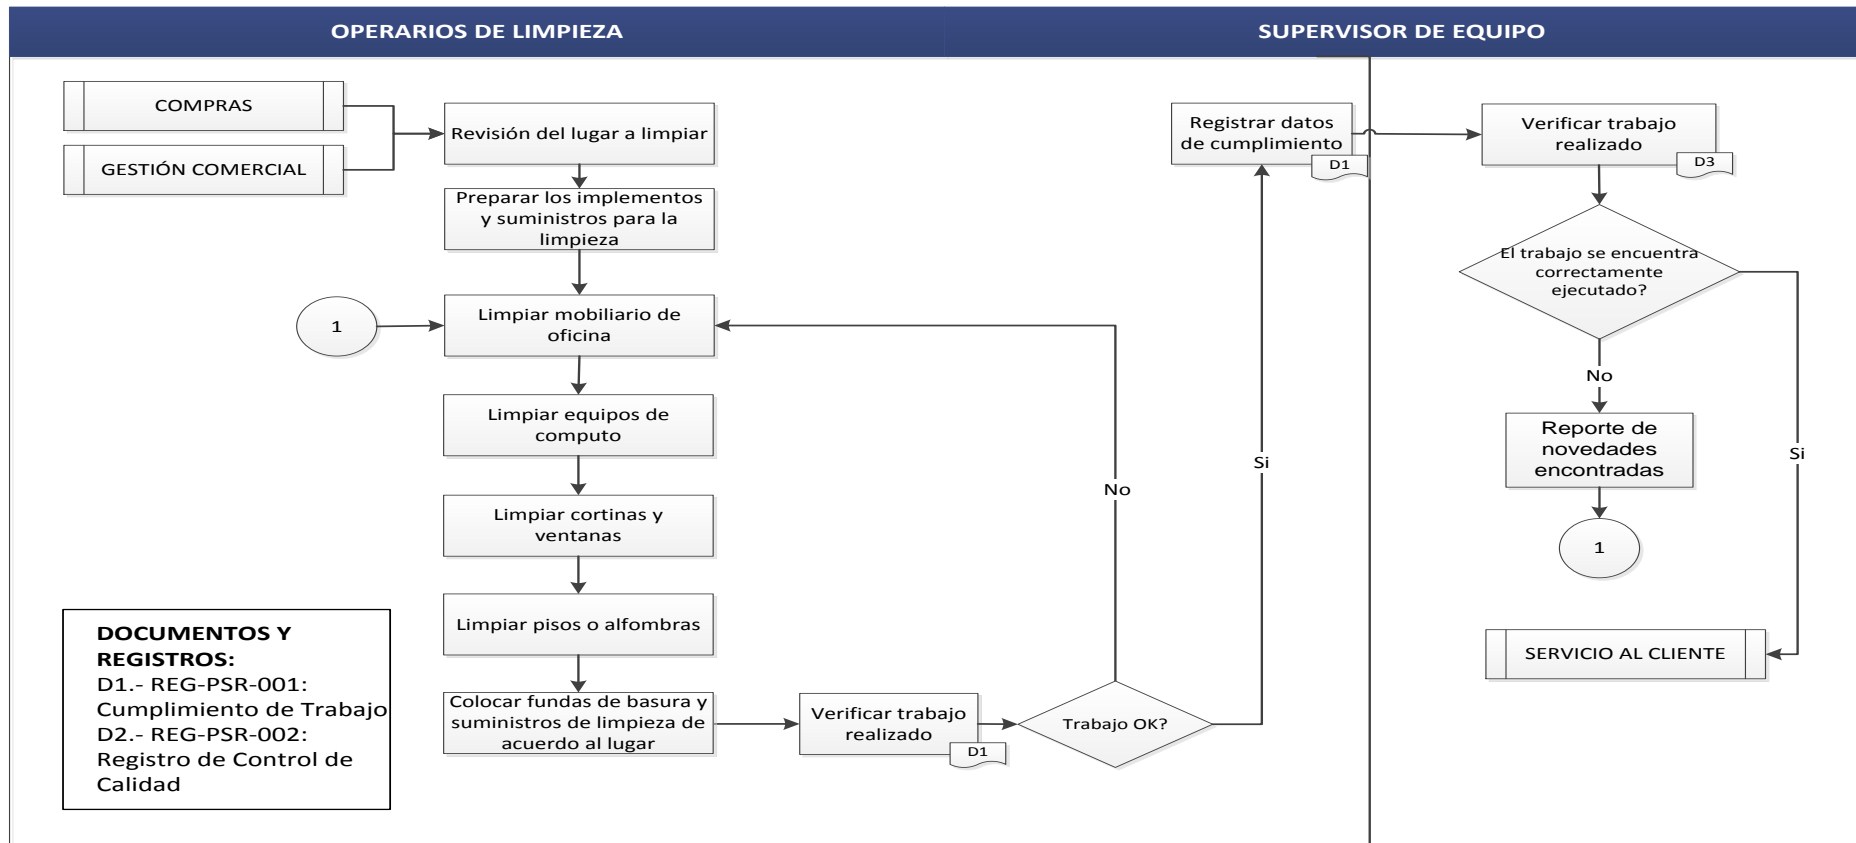 OPERARIOS DE LIMPIEZA
SUPERVISOR DE EQUIPO
COMPRAS
GESTIÓN COMERCIAL
Revisión del lugar a limpiar
Preparar los implementos
y suministros para la
limpieza
1
Limpiar mobiliario de
oficina
Limpiar equipos de
computo
Limpiar cortinas y
ventanas
Limpiar pisos o alfombras
Colocar fundas de basura y
suministros de limpieza de
acuerdo al lugar
Verificar trabajo
realizado
D1
Trabajo OK?
No
Si
Registrar datos
de cumplimiento
D1
Verificar trabajo
realizado
D3
El trabajo se encuentra
correctamente
ejecutado?
No
Si
Reporte de
novedades
encontradas
1
SERVICIO AL CLIENTE
DOCUMENTOS Y
REGISTROS:
D1.- REG-PSR-001:
Cumplimiento de Trabajo
D2.- REG-PSR-002:
Registro de Control de
Calidad